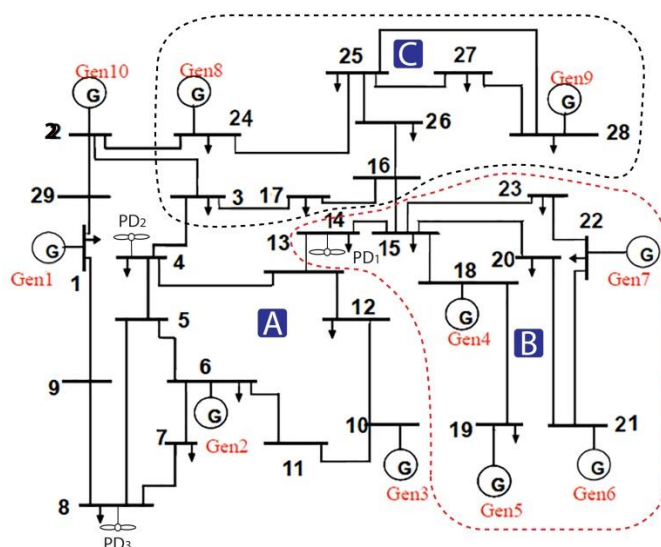 25
C
27
Gen10
Gen8
Gen9
G
G
G
24
26
28
2
16
29
3
17
23
PD2
14
22
13
15
G
4
PD1
20
G
Gen1
18
Gen7
1
12
5
A
G
Gen4
B
6
9
G
10
7
Gen2
19
21
11
G
G
G
8
Gen3
Gen5
Gen6
PD3